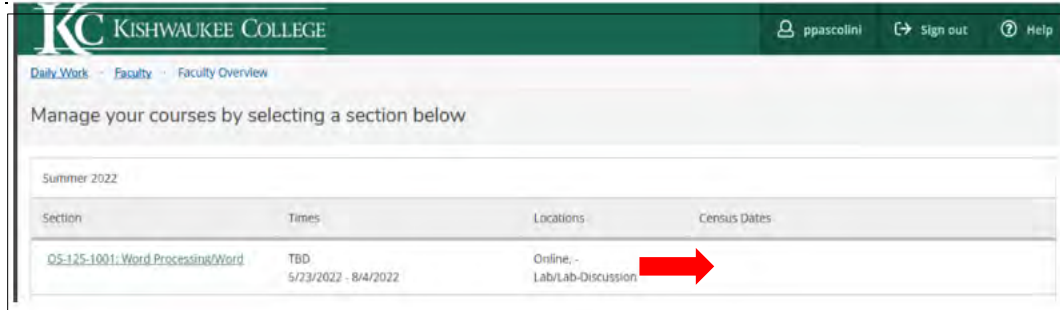 KC KISHWAUKEE COLLEGE
ppascolini Sign out ? Help
Daily Work · Faculty · Faculty Overview
Manage your courses by selecting a section below
Summer 2022
Section Times Locations Census Dates
OS-125-1001: Word Processing/Word TBD Online, -
5/23/2022 - 8/4/2022 Lab/Lab-Discussion